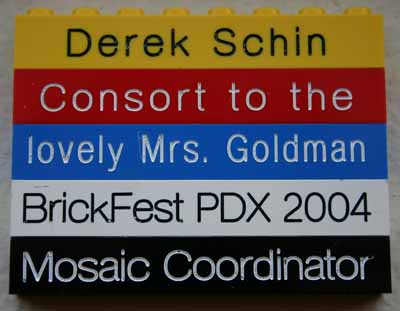 Derek Schin
Consort to the
lovely Mrs. Goldman
BrickFest PDX 2004
Mosaic Coordinator